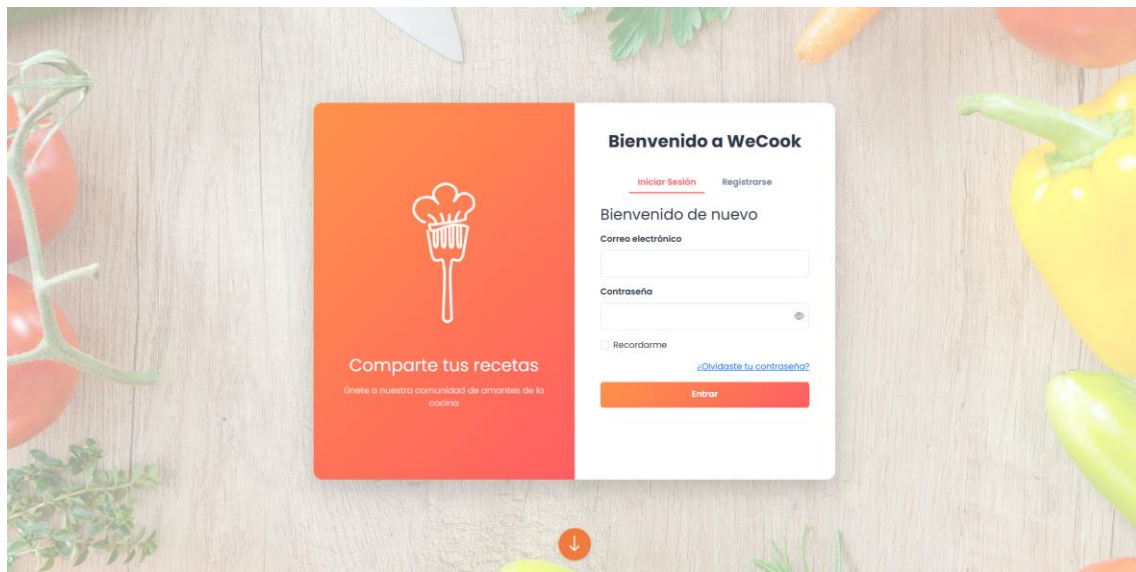 Bienvenido a WeCook
Iniciar Sesión Registrarse
Bienvenido de nuevo
Correo electrónico
Contraseña
Recordarme
¿Olvidaste tu contraseña?
Entrar
Comparte tus recetas
Únete a nuestra comunidad de amantes de la
cocina